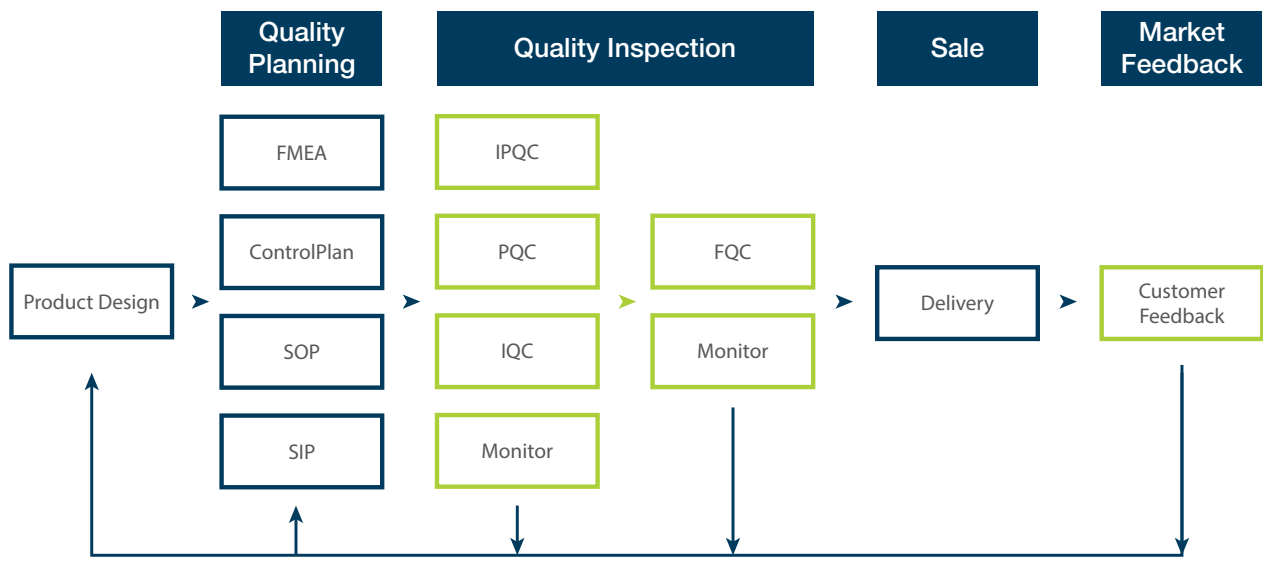 Quality
Planning
Quality Inspection
Sale
Market
Feedback
FMEA
IPQC
ControlPlan
PQC
FQC
Product Design
Delivery
Customer
Feedback
SOP
IQC
Monitor
SIP
Monitor